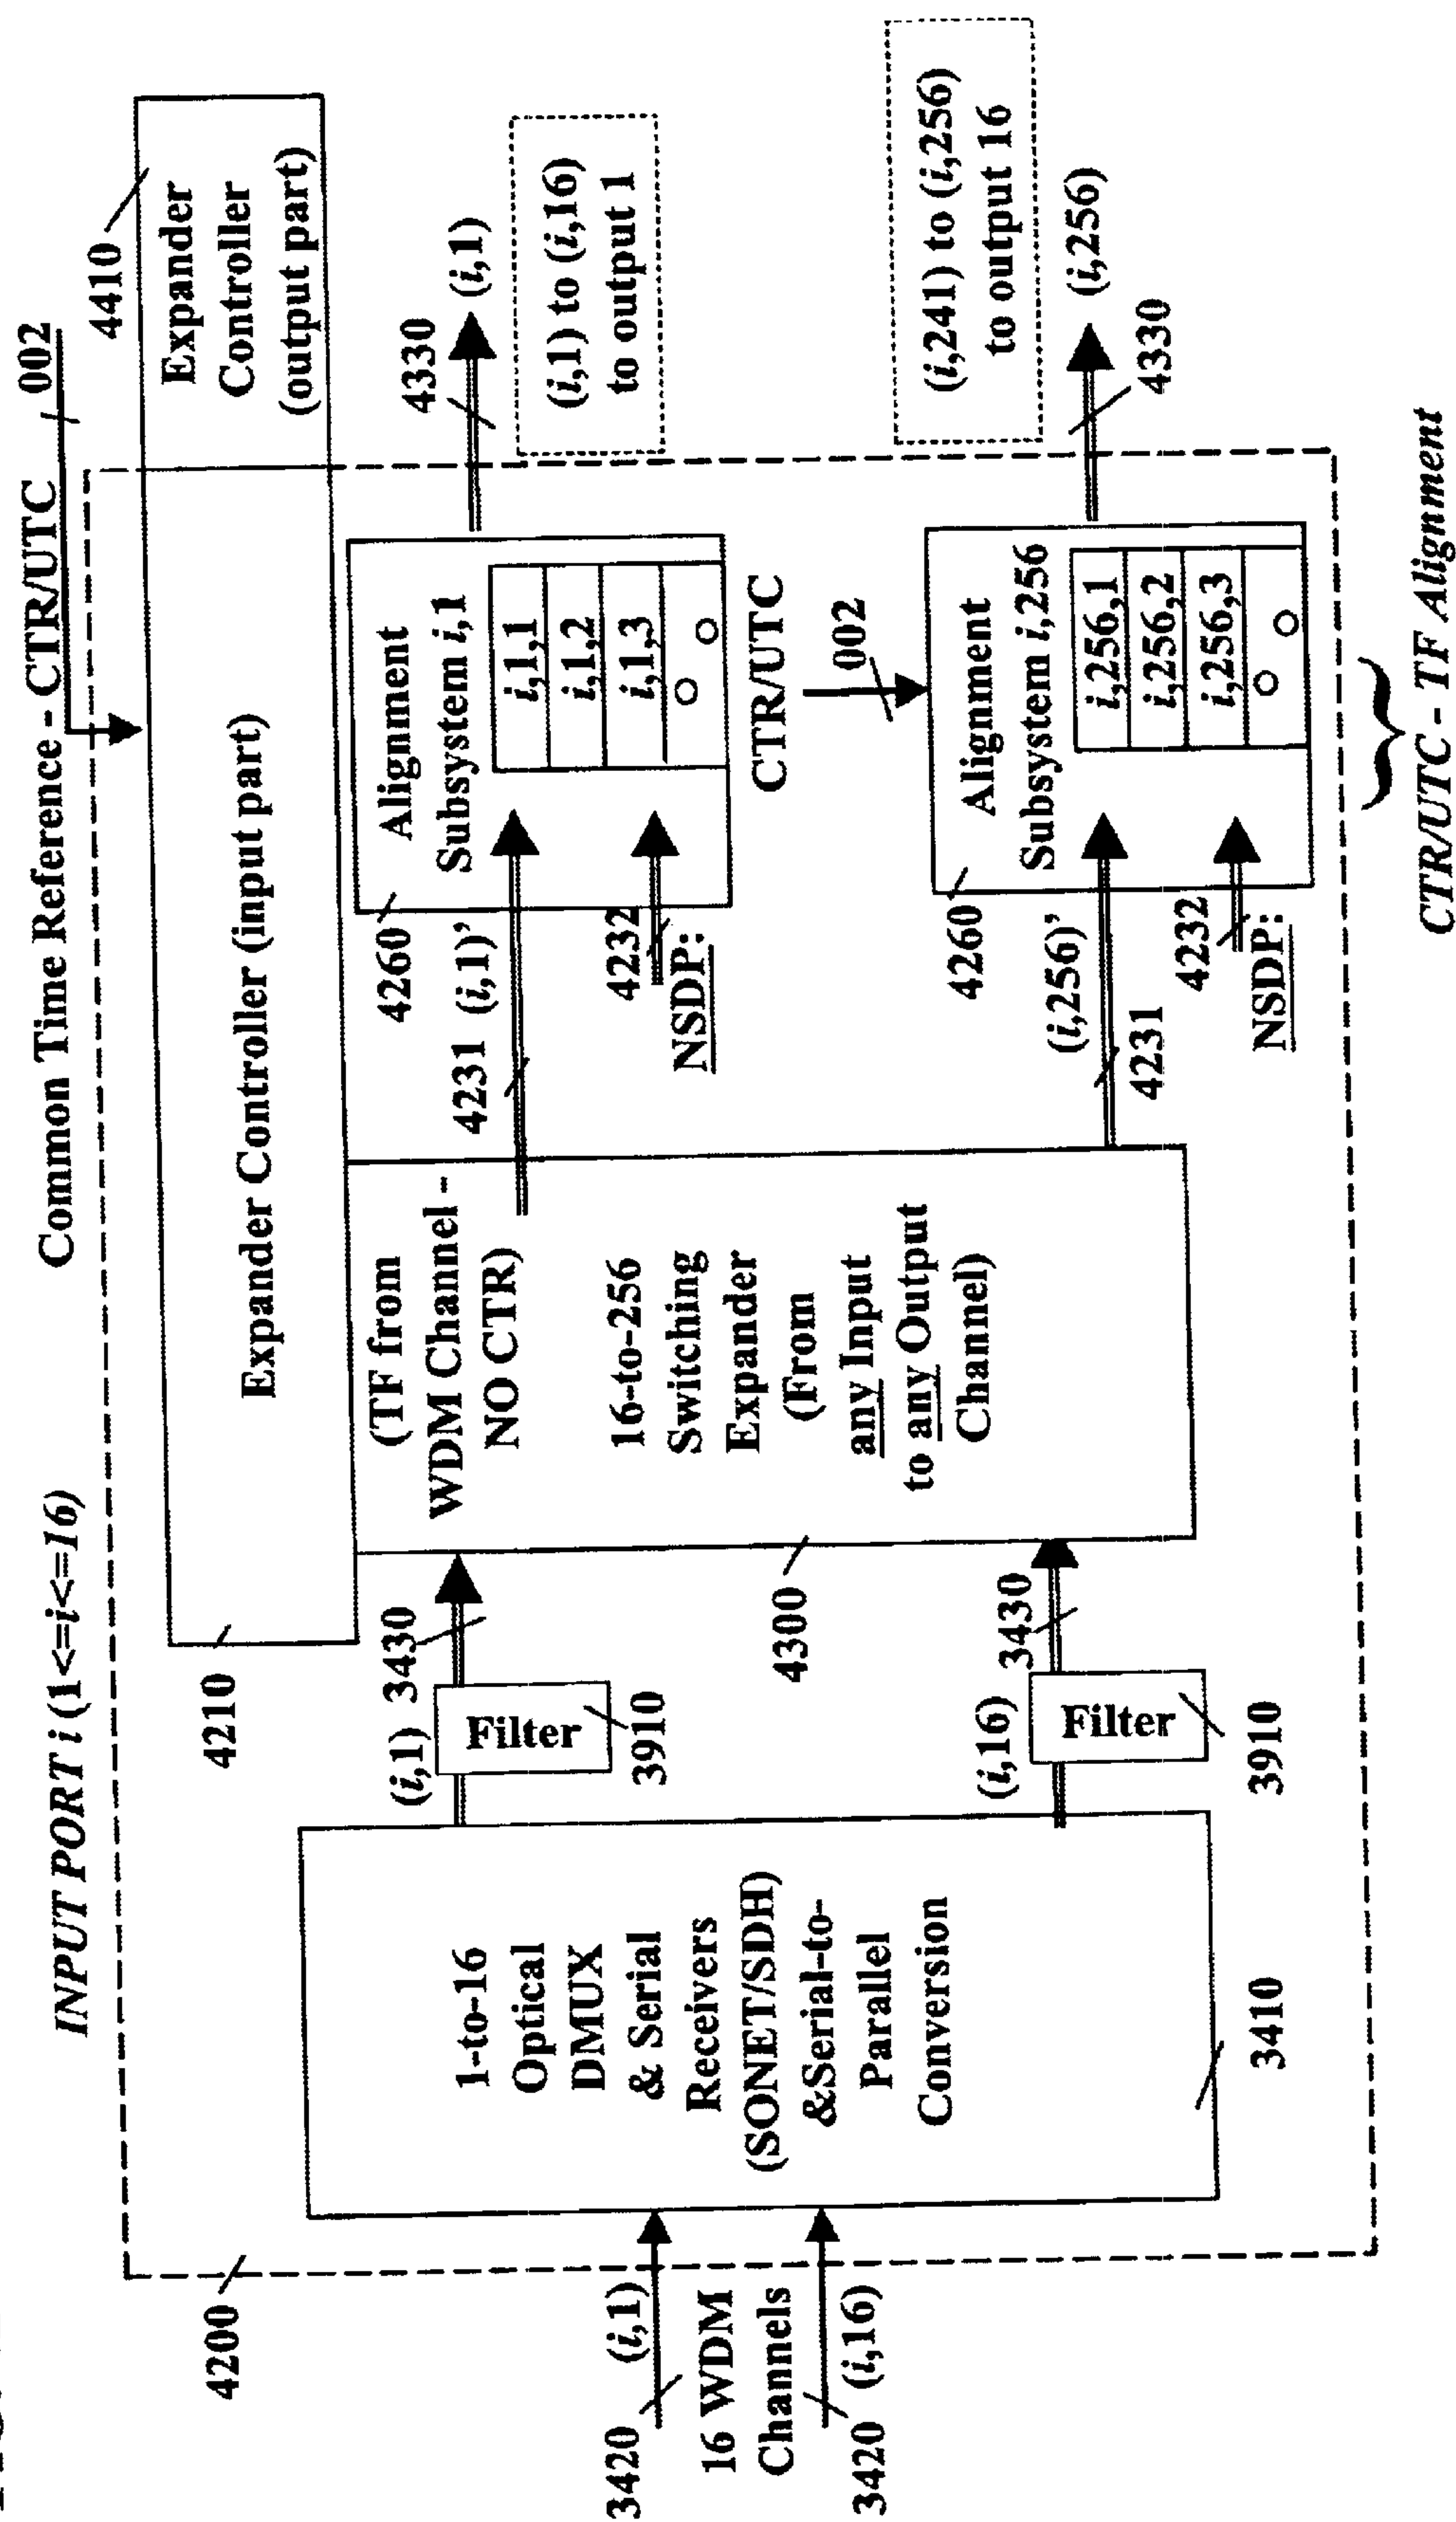 Common Time Reference - CTR/UTC
002
INPUT PORT i (1<=i<=16)
4410
4210
4200
Expander Controller (input part)
Expander
Controller
(output part)
3420
(i,1)
16 WDM
Channels
3420
(i,16)
1-to-16
Optical
DMUX
& Serial
Receivers
(SONET/SDH)
&Serial-to-
Parallel
Conversion
3410
(i,1)
3430
Filter
3910
(i,16)
3430
Filter
3910
(TF from
WDM Channel -
NO CTR)
16-to-256
Switching
Expander
(From
any Input
to any Output
Channel)
4300
4231
(i,1)’
4260
4232
NSDP:
Alignment
Subsystem i,1
i,1,1
i,1,2
i,1,3
4330
(i,1)
(i,1) to (i,16)
to output 1
CTR/UTC
002
(i,256)’
4231
4260
4232
NSDP:
Alignment
Subsystem i,256
i,256,1
i,256,2
i,256,3
(i,241) to (i,256)
to output 16
4330
(i,256)
CTR/UTC - TF Alignment